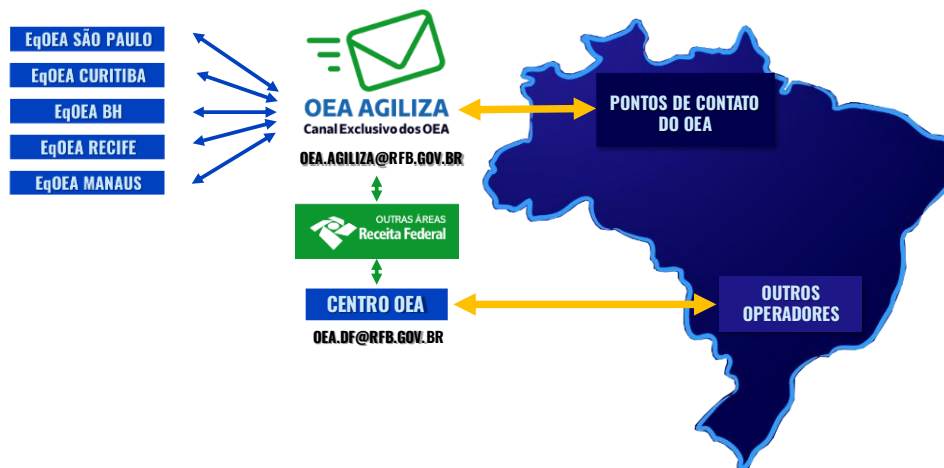 EqOEA SÃO PAULO
EqOEA CURITIBA
EqOEA BH
EqOEA RECIFE
EqOEA MANAUS
OEA AGILIZA
Canal Exclusivo dos OEA
OEA.AGILIZA@RFB.GOV.BR
OUTRAS ÁREAS
Receita Federal
CENTRO OEA
OEA.DF@RFB.GOV.BR
PONTOS DE CONTATO
DO OEA
OUTROS
OPERADORES